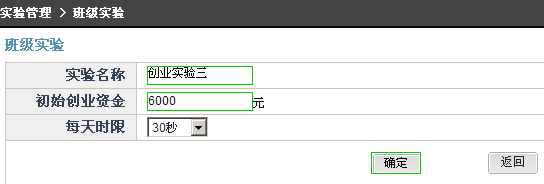 实验管理 > 班级实验
班级实验
实验名称 创业实验三
初始创业资金 6000 元
每天时限 30秒
确定 返回